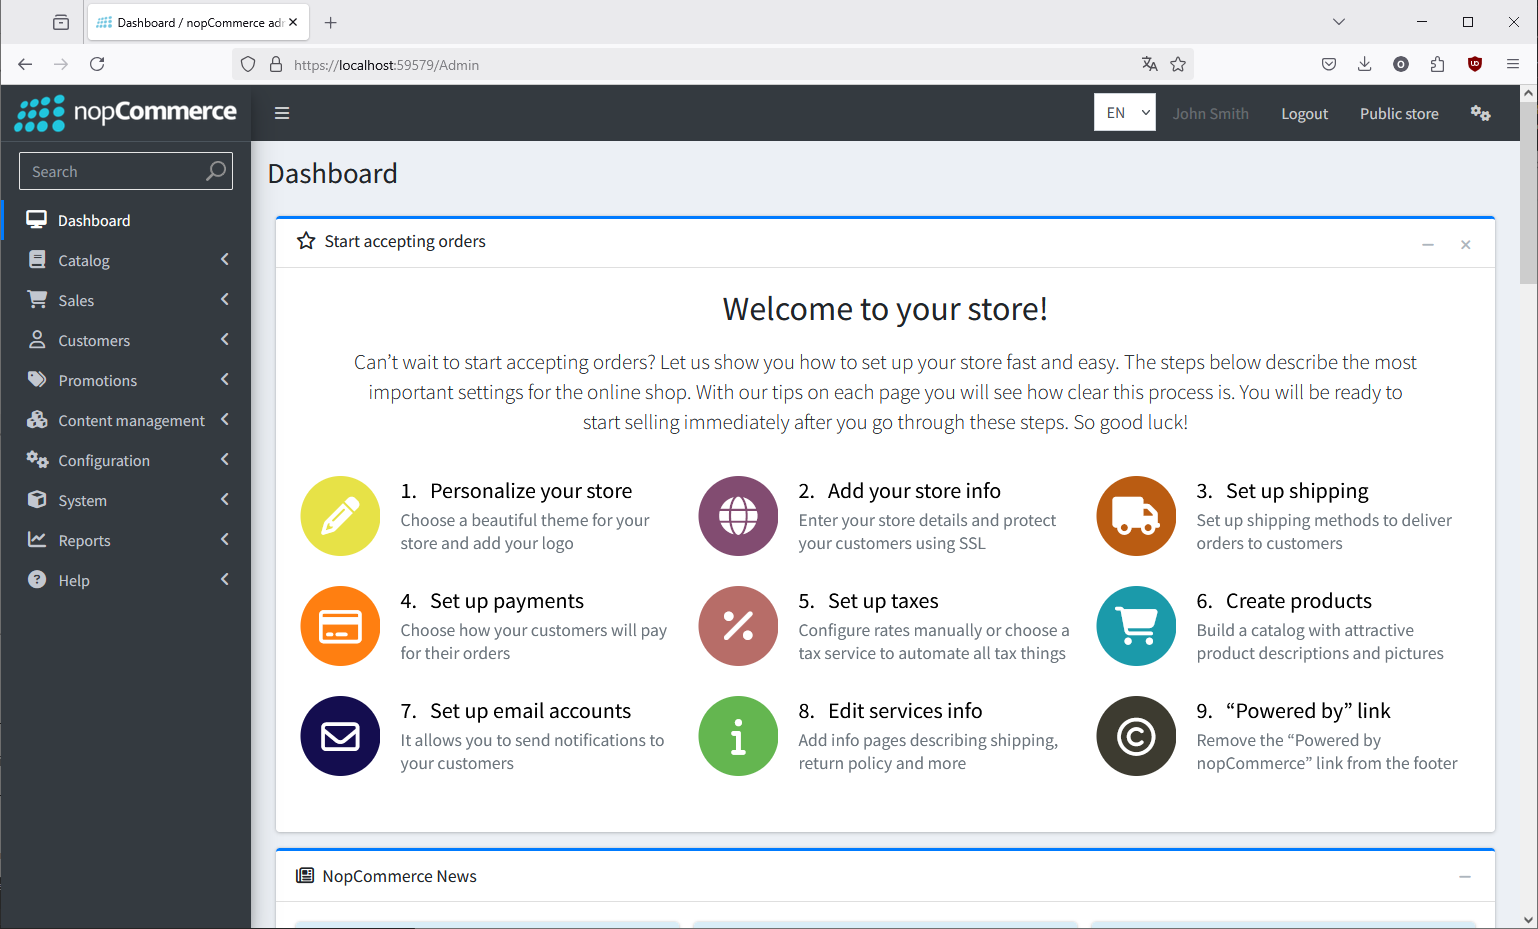 Dashboard / nopCommerce adm
https://localhost:59579/Admin
nopCommerce
EN
John Smith
Logout
Public store
Search
Dashboard
Catalog
Sales
Customers
Promotions
Content management
Configuration
System
Reports
Help
Dashboard
Start accepting orders
Welcome to your store!
Can’t wait to start accepting orders? Let us show you how to set up your store fast and easy. The steps below describe the most
important settings for the online shop. With our tips on each page you will see how clear this process is. You will be ready to
start selling immediately after you go through these steps. So good luck!
1. Personalize your store
Choose a beautiful theme for your
store and add your logo
2. Add your store info
Enter your store details and protect
your customers using SSL
3. Set up shipping
Set up shipping methods to deliver
orders to customers
4. Set up payments
Choose how your customers will pay
for their orders
5. Set up taxes
Configure rates manually or choose a
tax service to automate all tax things
6. Create products
Build a catalog with attractive
product descriptions and pictures
7. Set up email accounts
It allows you to send notifications to
your customers
8. Edit services info
Add info pages describing shipping,
return policy and more
9. “Powered by” link
Remove the “Powered by
nopCommerce” link from the footer
NopCommerce News